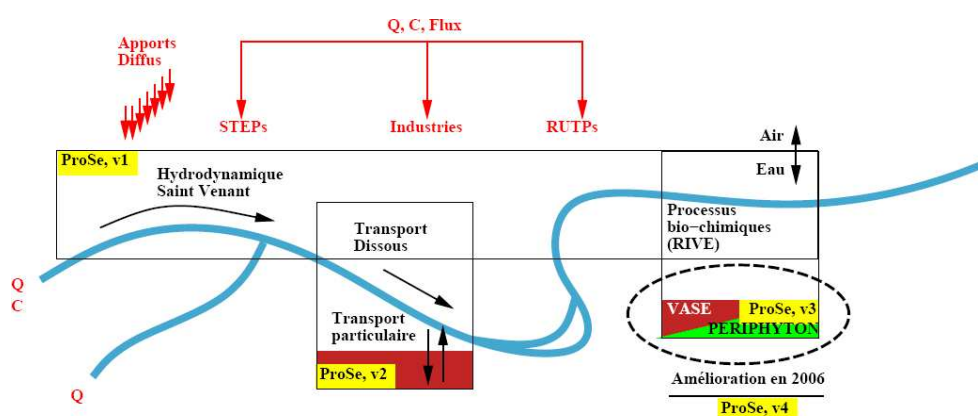 Q, C, Flux
Apports
Diffus
STEPs
Industries
RUTPs
Air
Eau
ProSe, v1
Hydrodynamique
Saint Venant
Transport
Dissous
Processus
bio-chimiques
(RIVE)
Q
C
Transport
particulaire
VASE
ProSe, v3
PERIPHYTON
ProSe, v2
Amélioration en 2006
Q
ProSe, v4